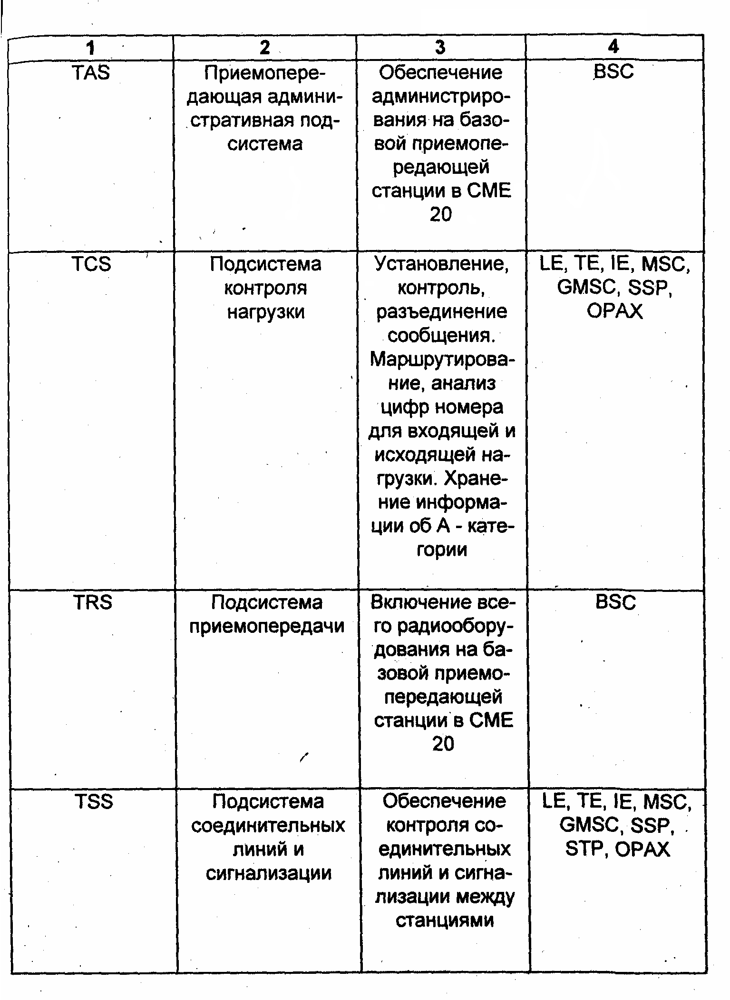 1 2 3 4
TAS Приемопере- Обеспечение BSC
дающая админи- администриро-
стративная под- вания на базо-
система вой приемопе-
редающей
станции в CME
20
TCS Подсистема Установление, LE, TE, IE, MSC,
контроля контроль, GMSC, SSP,
нагрузки разъединение OPAX
сообщения.
Маршрутирова-
ние, анализ
цифр номера
для входящей и
исходящей на-
грузки. Хране-
ние информа-
ции об А - кате-
гории
TRS Подсистема Включение все- BSC
приемопередачи го радиообору-
дования на ба-
зовой приемо-
передающей
станции в CME
20
TSS Подсистема Обеспечение LE, TE, IE, MSC,
соединительных контроля со- GMSC, SSP,
линий и единительных STP, OPAX
сигнализации линий и сигна-
лизации между
станциями